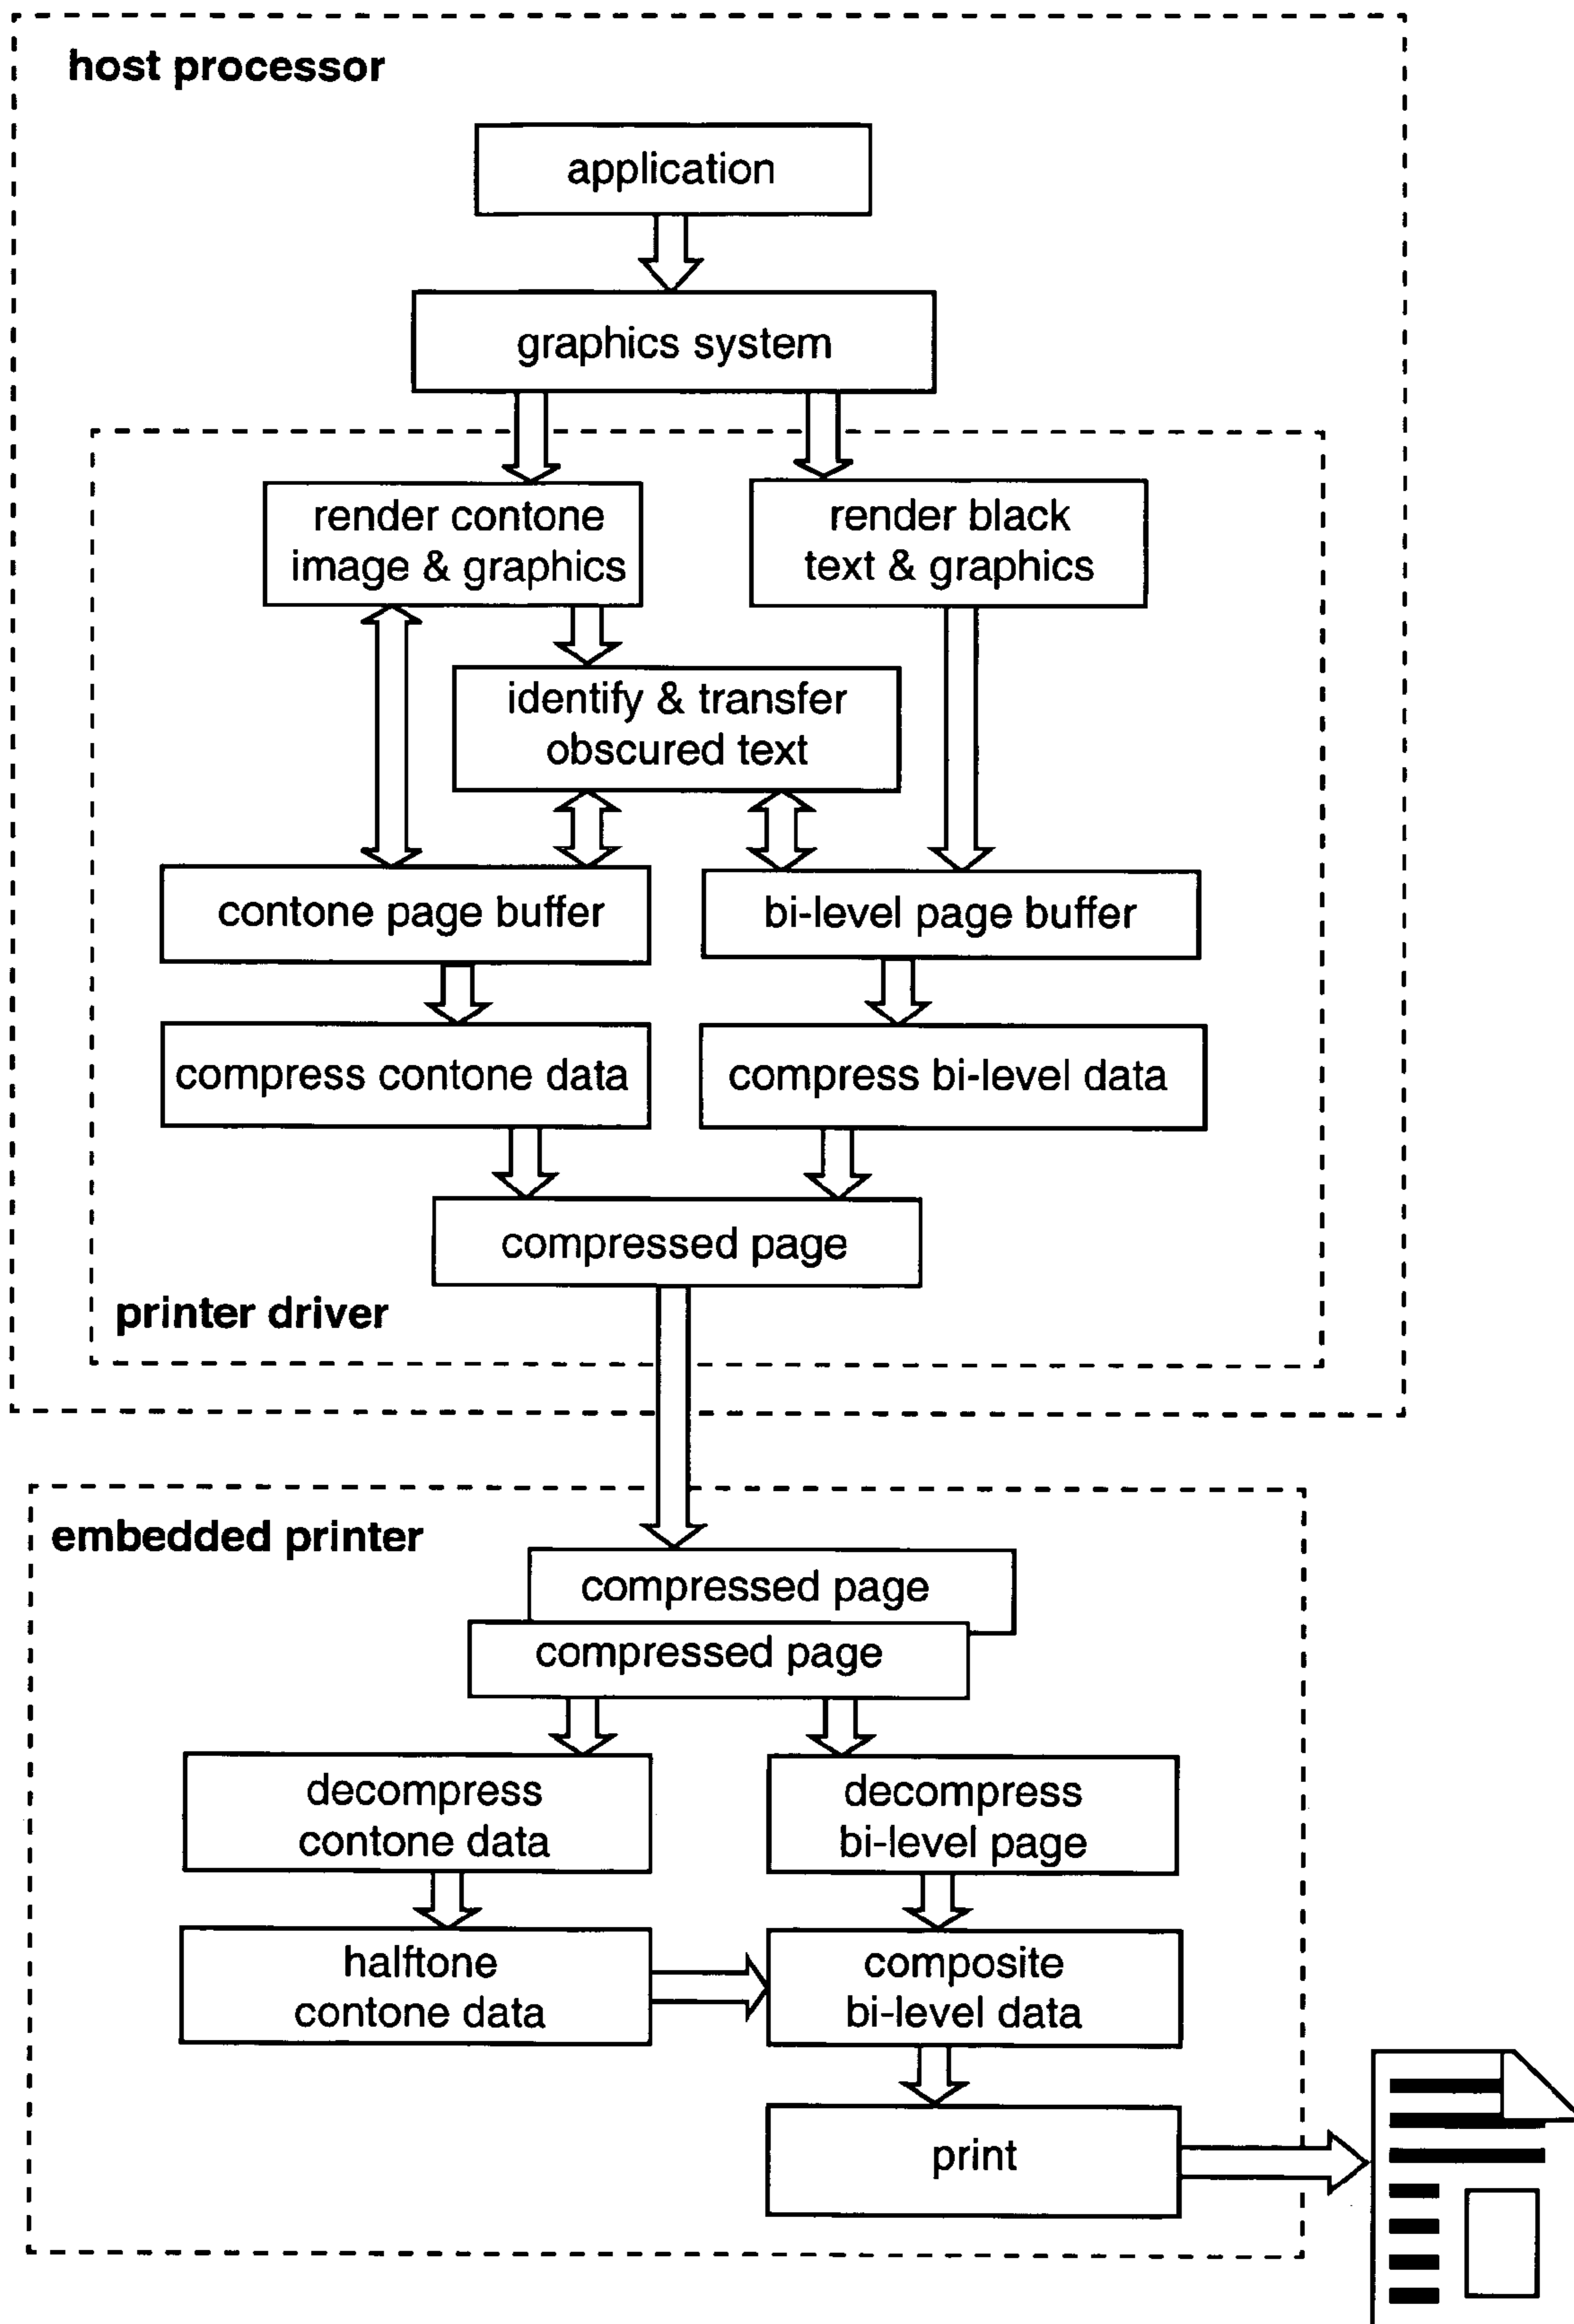 host processor
application
graphics system
render contone
image & graphics
render black
text & graphics
identify & transfer
obscured text
contone page buffer
bi-level page buffer
compress contone data
compress bi-level data
compressed page
printer driver
embedded printer
compressed page
compressed page
decompress
contone data
decompress
bi-level page
halftone
contone data
composite
bi-level data
print